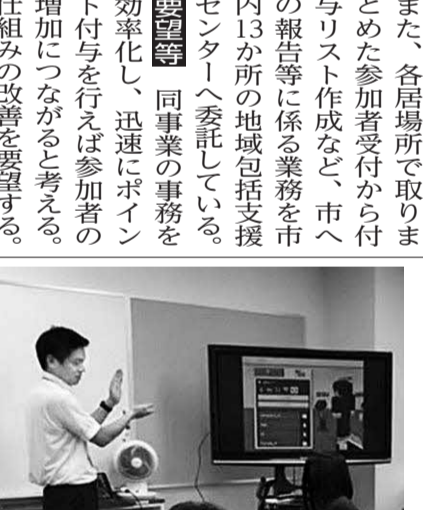 また、各居場所で取りま
とめた参加者受付から付
与リスト作成など、市へ
の報告等に係る業務を市
内13か所の地域包括支援
センターへ委託している。
要望等 同事業の事務を
効率化し、迅速にポイン
ト付与を行えば参加者の
増加につながると考える。
仕組みの改善を要望する。